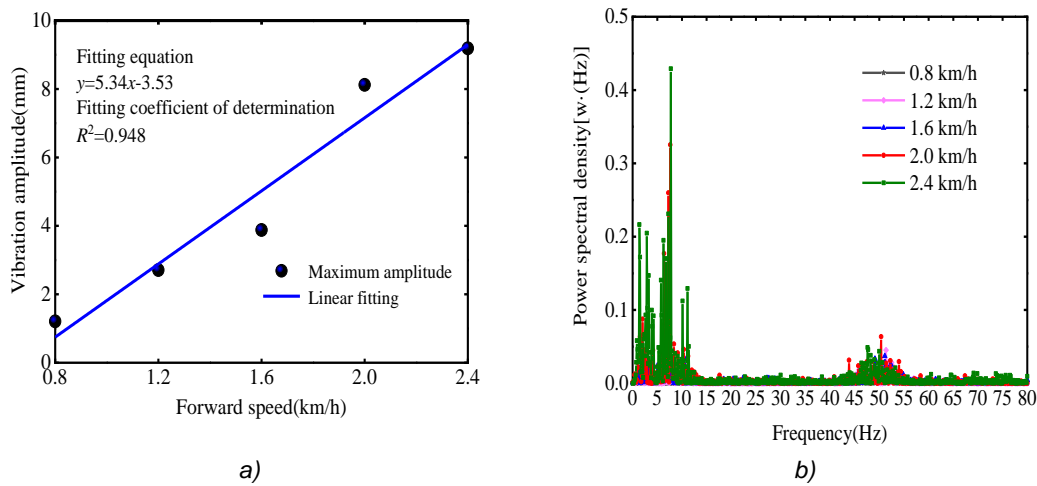 10
8
6
4
2
0
Vibration amplitude(mm)
Fitting equation
y=5.34x-3.53
Fitting coefficient of determination
R²=0.948
Maximum amplitude
Linear fitting
0.8 1.2 1.6 2.0 2.4
Forward speed(km/h)
a)
0.5
0.4
0.3
0.2
0.1
0.0
Power spectral density[w·(Hz)]
0.8 km/h
1.2 km/h
1.6 km/h
2.0 km/h
2.4 km/h
0 5 10 15 20 25 30 35 40 45 50 55 60 65 70 75 80
Frequency(Hz)
b)